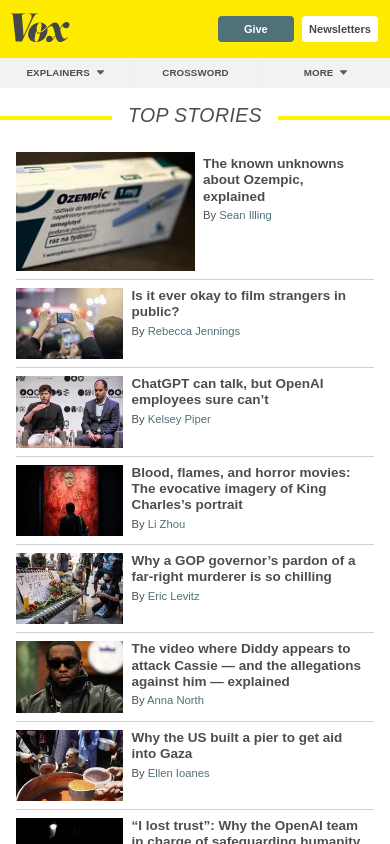 Vox
Give
Newsletters
EXPLAINERS
CROSSWORD
MORE
TOP STORIES
OZEMPIC 1 mg
raz na tydzień
The known unknowns
about Ozempic,
explained
By Sean Illing
Is it ever okay to film strangers in
public?
By Rebecca Jennings
ChatGPT can talk, but OpenAI
employees sure can’t
By Kelsey Piper
Blood, flames, and horror movies:
The evocative imagery of King
Charles’s portrait
By Li Zhou
JUSTICE
FOR
Why a GOP governor’s pardon of a
far-right murderer is so chilling
By Eric Levitz
The video where Diddy appears to
attack Cassie — and the allegations
against him — explained
By Anna North
Why the US built a pier to get aid
into Gaza
By Ellen Ioanes
“I lost trust”: Why the OpenAI team
in charge of safeguarding humanity